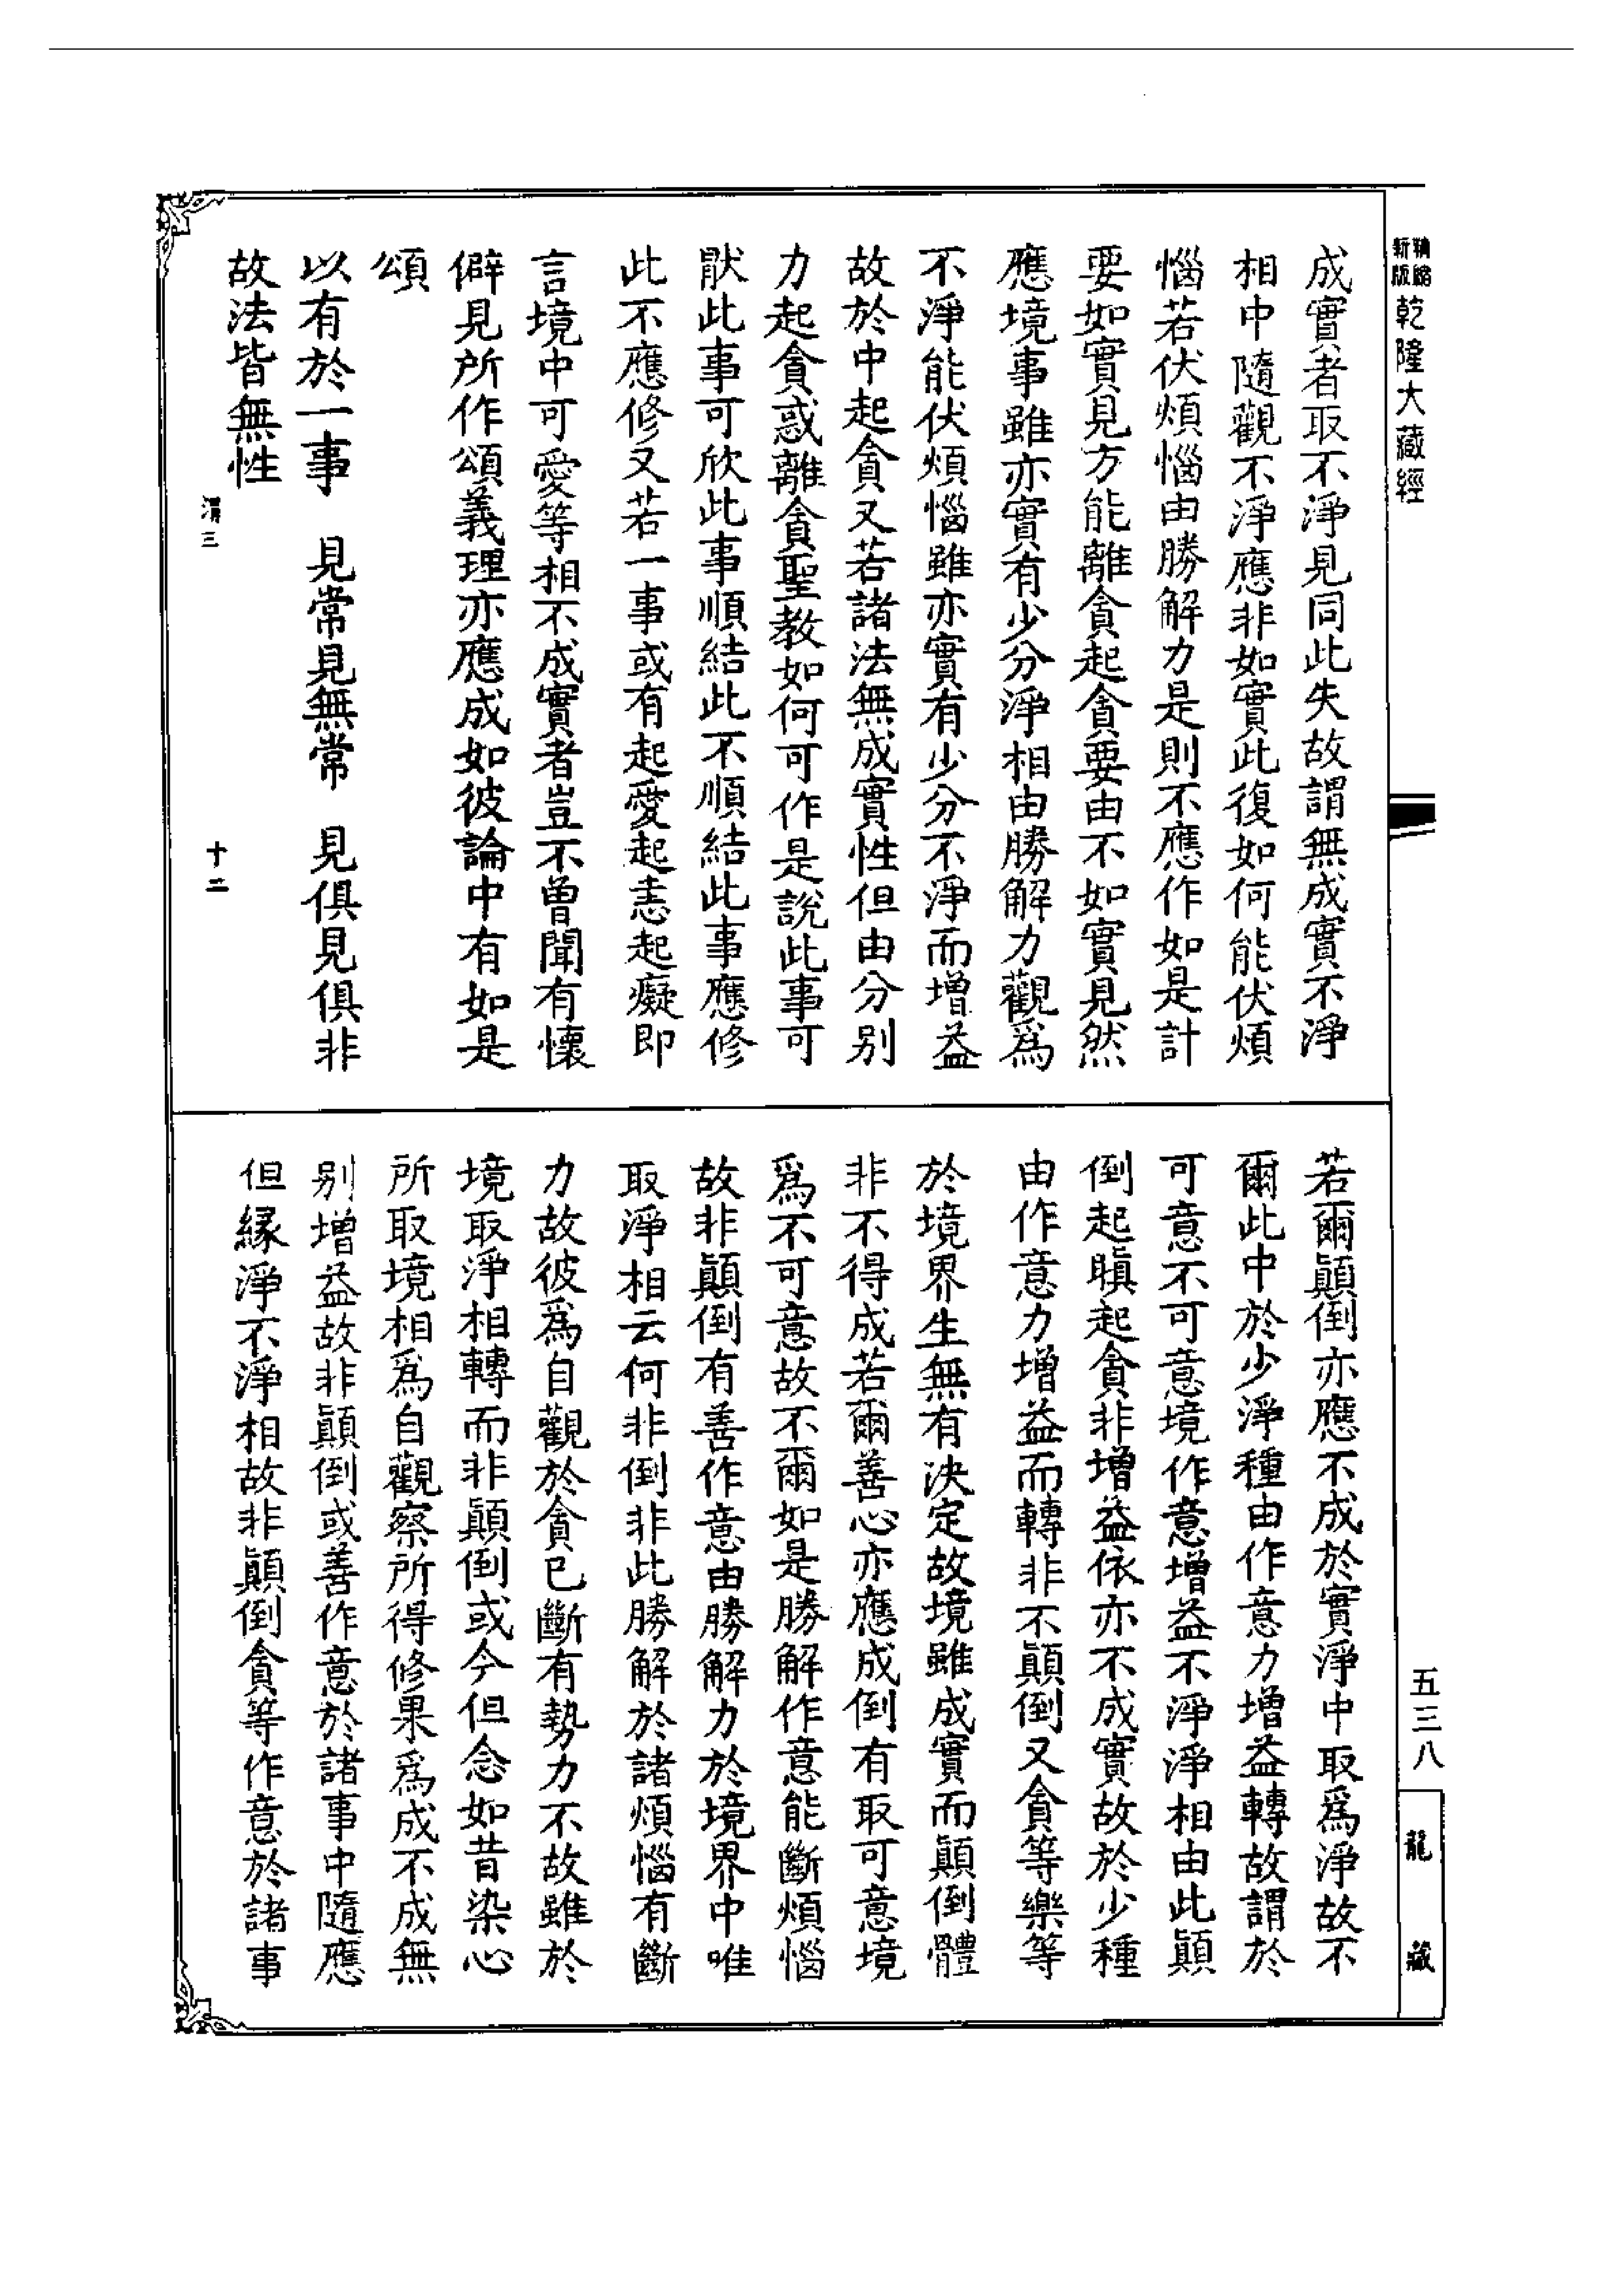 精縮新版乾隆大藏經
成實者取不淨見同此失故謂無成實不淨
相中隨觀不淨應非如實此復如何能伏煩
惱若伏煩惱由勝解力是則不應作如是計
要如實見方能離貪起貪要由不如實見然
應境事雖亦實有少分淨相由勝解力觀爲
不淨能伏煩惱雖亦實有少分不淨而增益
故於中起貪又若諸法無成實性但由分别
力起貪惑離貪聖教如何可作是說此事可
猒此事可欣此事順結此不順結此事應修
此不應修又若一事或有起愛起恚起癡即
言境中可愛等相不成實者豈不曾聞有懷
僻見所作頌義理亦應成如彼論中有如是
頌
以有於一事　見常見無常　見俱見俱非
故法皆無性
渭三　十二
若爾顛倒亦應不成於實淨中取爲淨故不
爾此中於少淨種由作意力增益轉故謂於
可意不可意境作意增益不淨淨相由此顛
倒起瞋起貪非增益依亦不成實故於少種
由作意力增益而轉非不顛倒又貪等樂等
於境界生無有決定故境雖成實而顛倒體
非不得成若爾善心亦應成倒有取可意境
爲不可意故不爾如是勝解作意能斷煩惱
故非顛倒有善作意由勝解力於境界中唯
取淨相云何非倒非此勝解於諸煩惱有斷
力故彼爲自觀於貪已斷有勢力不故雖於
境取淨相轉而非顛倒或今但念如昔染心
所取境相爲自觀察所得修果爲成不成無
别增益故非顛倒或善作意於諸事中隨應
但緣淨不淨相故非顛倒貪等作意於諸事
五三八
龍藏